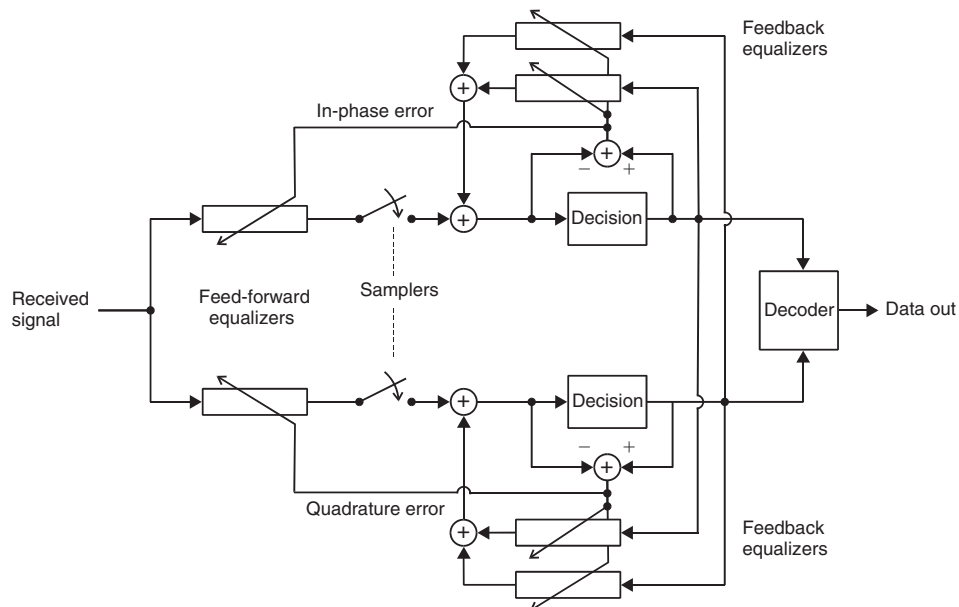 Feedback
equalizers
In-phase error
+
+
− +
+
Decision
Received
signal
Feed-forward
equalizers
Samplers
Decoder
Data out
+
Decision
− +
+
Quadrature error
+
Feedback
equalizers